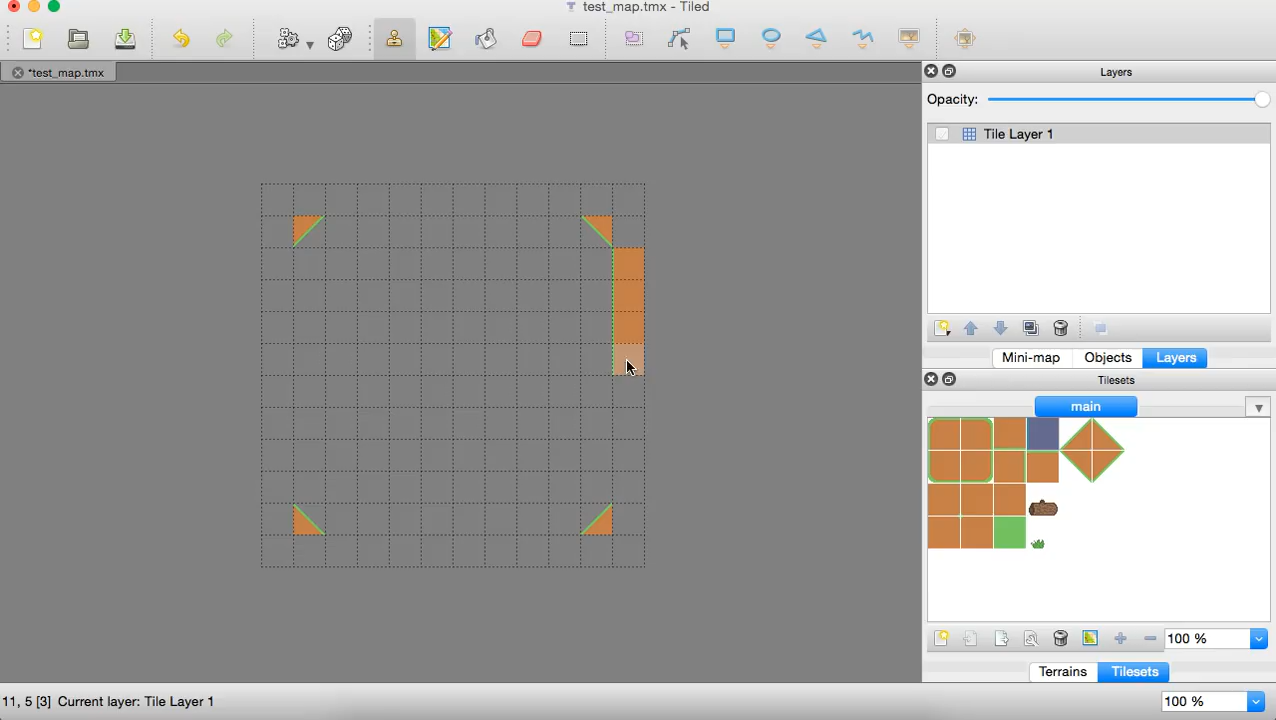 test_map.tmx - Tiled
*test_map.tmx
Layers
Opacity:
Tile Layer 1
Mini-map
Objects
Layers
Tilesets
main
100 %
Terrains
Tilesets
11, 5 [3] Current layer: Tile Layer 1
100 %